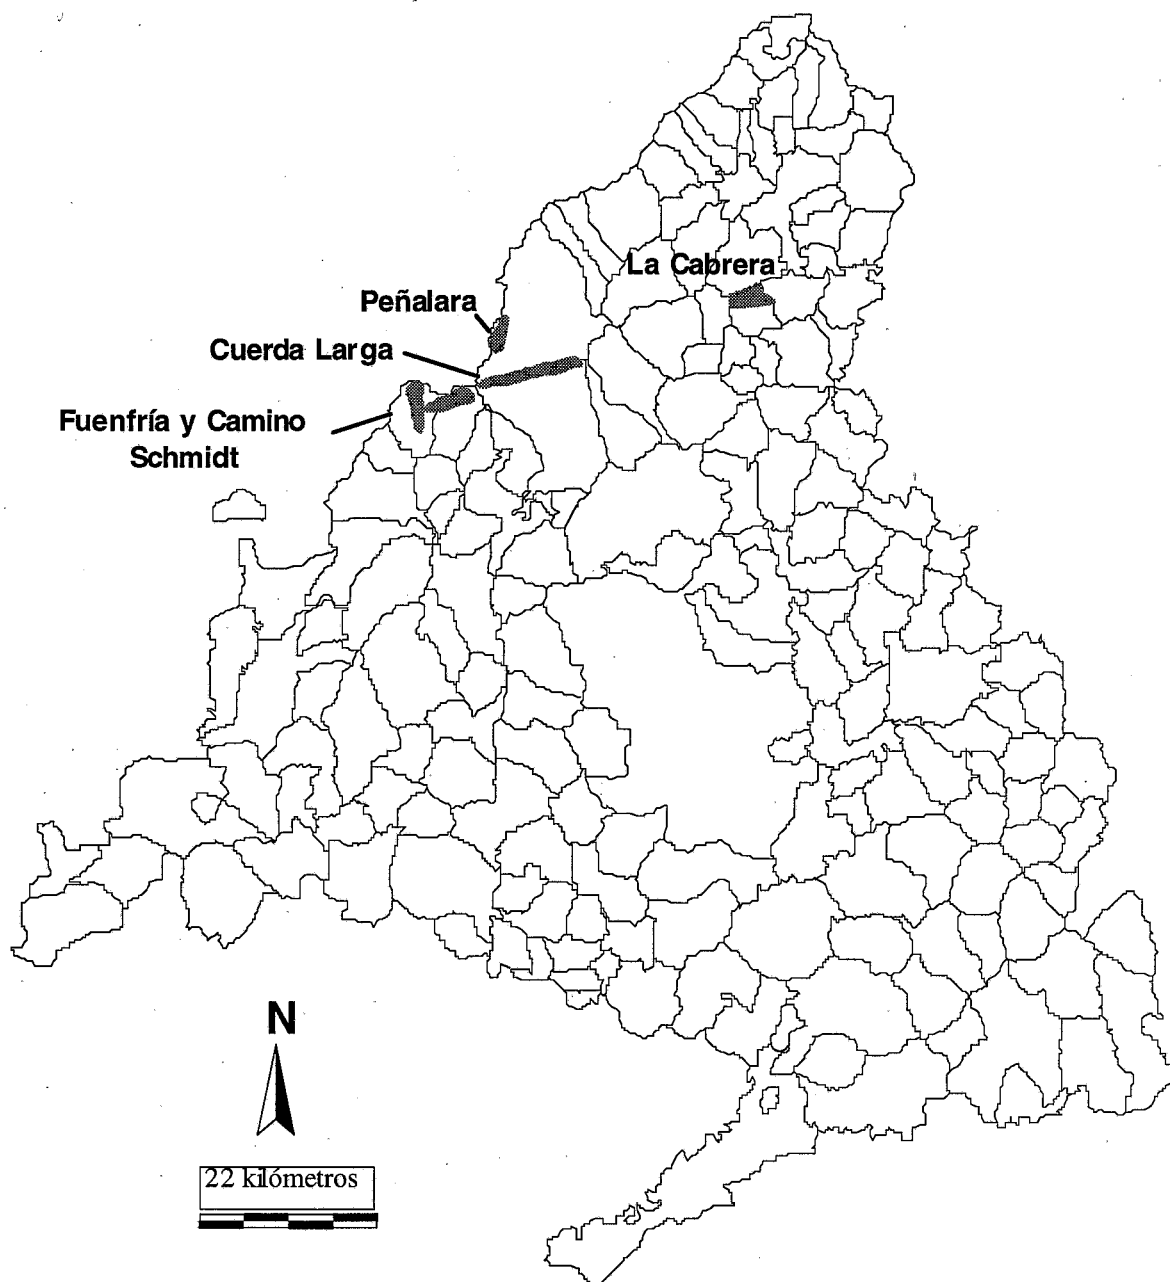 La Cabrera
Peñalara
Cuerda Larga
Fuenfría y Camino
Schmidt
N
22 kilómetros